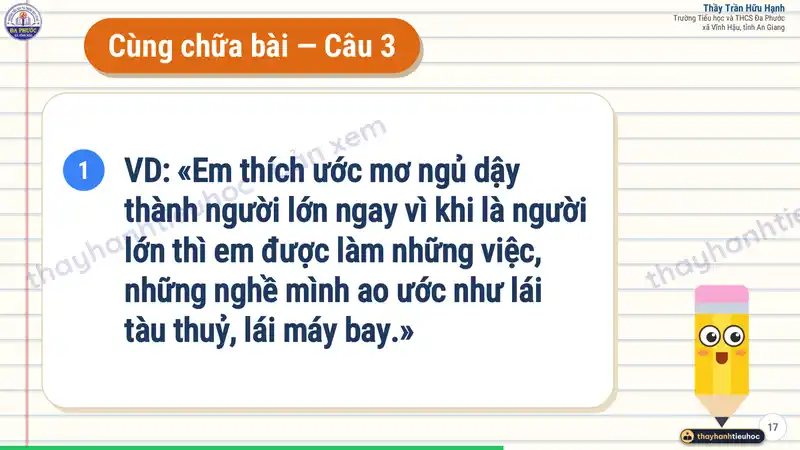 Thầy Trần Hữu Hạnh
Trường Tiểu học và THCS Đa Phước
xã Vĩnh Hậu, tỉnh An Giang
ĐA PHƯỚC
Cùng chữa bài – Câu 3
1
VD: «Em thích ước mơ ngủ dậy
thành người lớn ngay vì khi là người
lớn thì em được làm những việc,
những nghề mình ao ước như lái
tàu thuỷ, lái máy bay.»
thayhanhtieuhoc
17